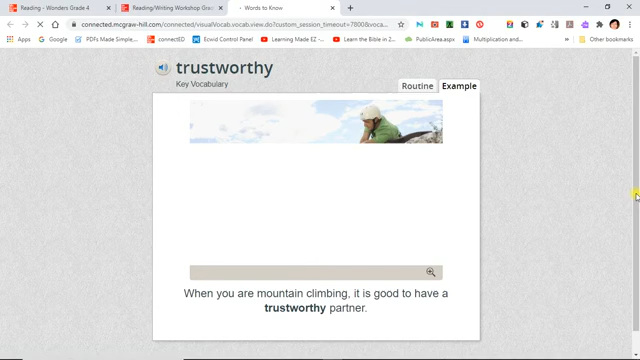 Reading - Wonders Grade 4
Reading/Writing Workshop Gra
Words to Know
connected.mcgraw-hill.com/connected/visualVocab.vocab.view.do?custom_session_timeout=7800&voca...
Apps
Getting Started
PDFs Made Simple,
connectED
Ecwid Control Panel
Learning Made EZ -
Learn the Bible in 2
PublicArea.aspx
Multiplication and...
Other bookmarks
trustworthy
Key Vocabulary
Routine
Example
When you are mountain climbing, it is good to have a
trustworthy partner.